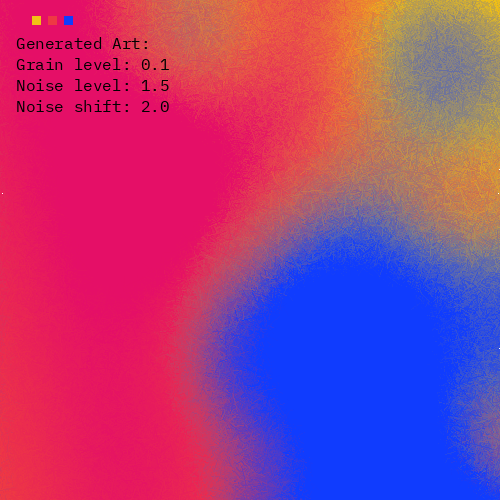 Generated Art:
Grain level: 0.1
Noise level: 1.5
Noise shift: 2.0